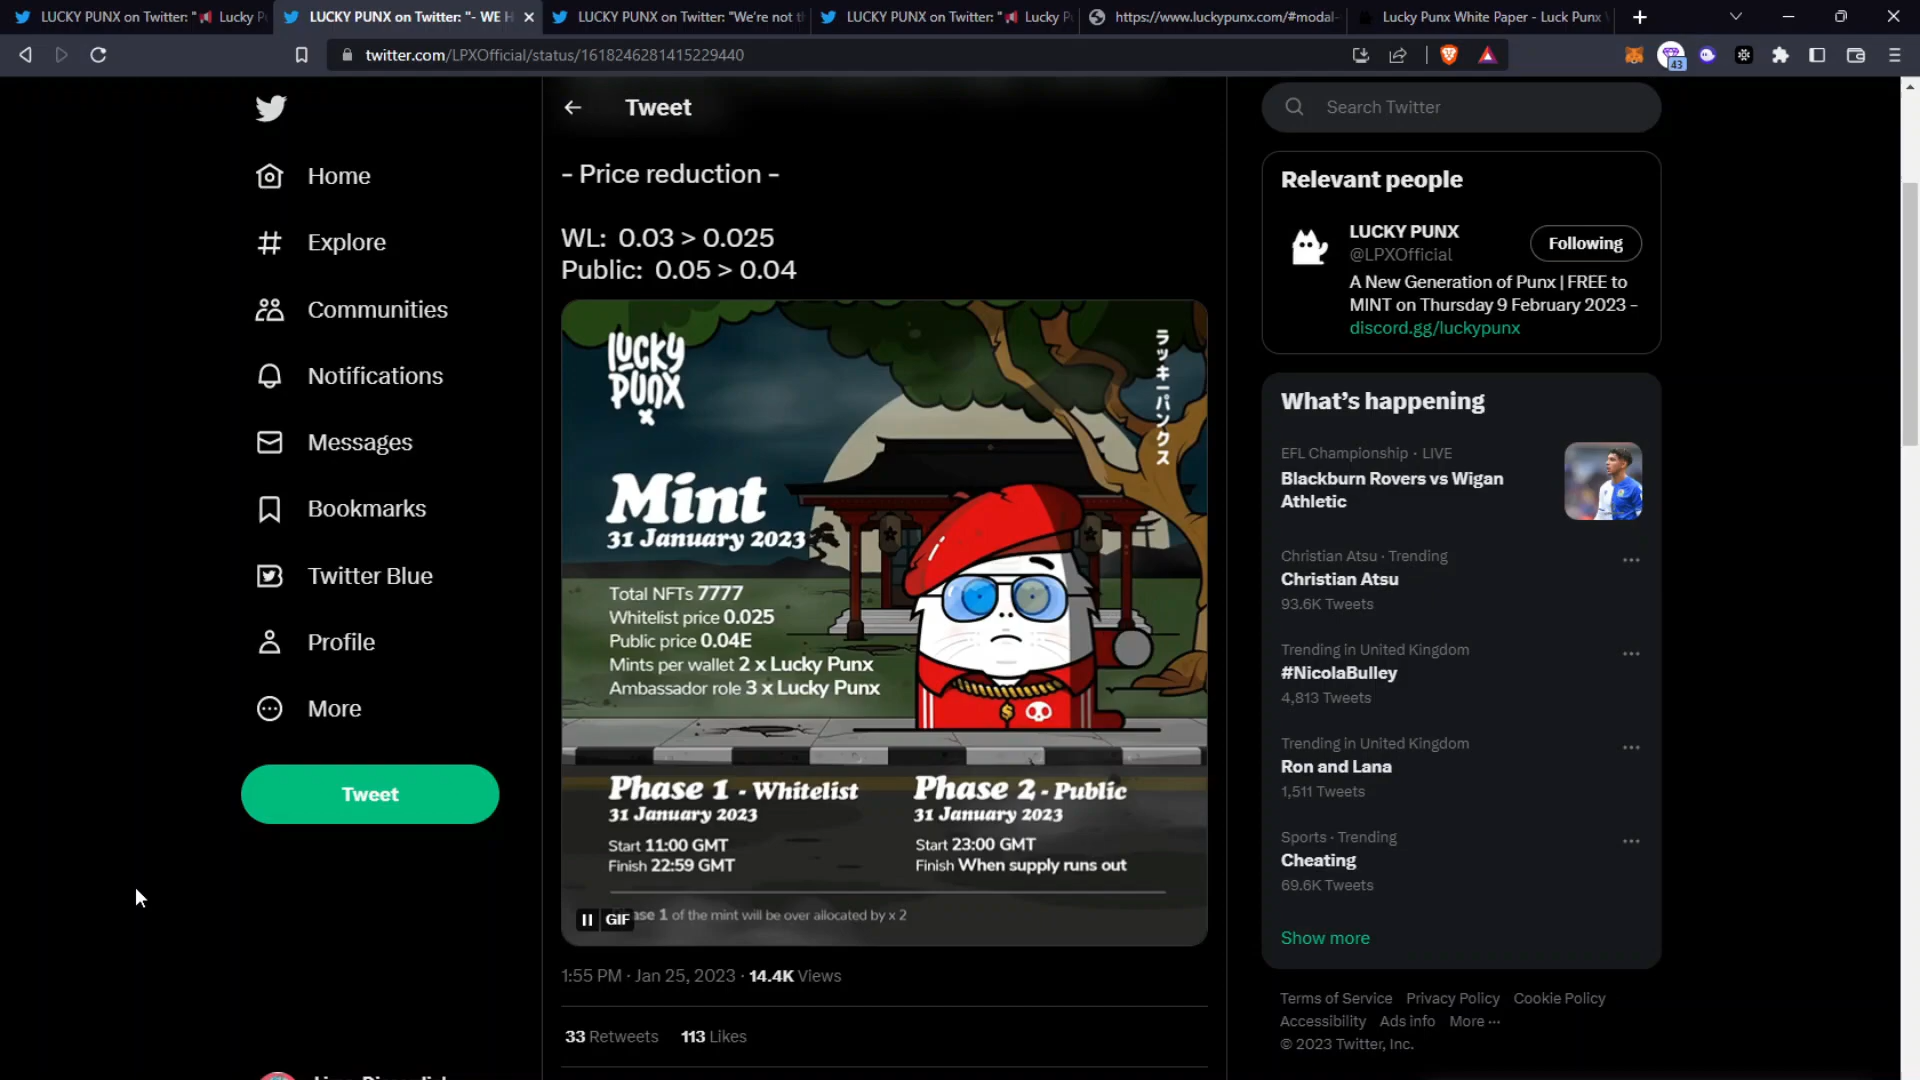 LUCKY PUNX on Twitter: "📢 Lucky P
LUCKY PUNX on Twitter: "- WE H
LUCKY PUNX on Twitter: "We're not t
LUCKY PUNX on Twitter: "📢 Lucky P
https://www.luckypunx.com/#modal-
Lucky Punx White Paper - Luck Punx
twitter.com/LPXOfficial/status/1618246281415229440
43
Home
Explore
Communities
Notifications
Messages
Bookmarks
Twitter Blue
Profile
More
Tweet
Tweet
- Price reduction -
WL: 0.03 > 0.025
Public: 0.05 > 0.04
lucky
punx
x
ラッキーパンクス
Mint
31 January 2023
Total NFTs 7777
Whitelist price 0.025
Public price 0.04E
Mints per wallet 2 x Lucky Punx
Ambassador role 3 x Lucky Punx
Phase 1 - Whitelist
31 January 2023
Start 11:00 GMT
Finish 22:59 GMT
Phase 2 - Public
31 January 2023
Start 23:00 GMT
Finish When supply runs out
GIF
ase 1 of the mint will be over allocated by x 2
1:55 PM · Jan 25, 2023 · 14.4K Views
33 Retweets 113 Likes
Search Twitter
Relevant people
LUCKY PUNX
@LPXOfficial
Following
A New Generation of Punx | FREE to
MINT on Thursday 9 February 2023 -
discord.gg/luckypunx
What's happening
EFL Championship · LIVE
Blackburn Rovers vs Wigan
Athletic
Christian Atsu · Trending
Christian Atsu
93.6K Tweets
Trending in United Kingdom
#NicolaBulley
4,813 Tweets
Trending in United Kingdom
Ron and Lana
1,511 Tweets
Sports · Trending
Cheating
69.6K Tweets
Show more
Terms of Service Privacy Policy Cookie Policy
Accessibility Ads info More ···
© 2023 Twitter, Inc.